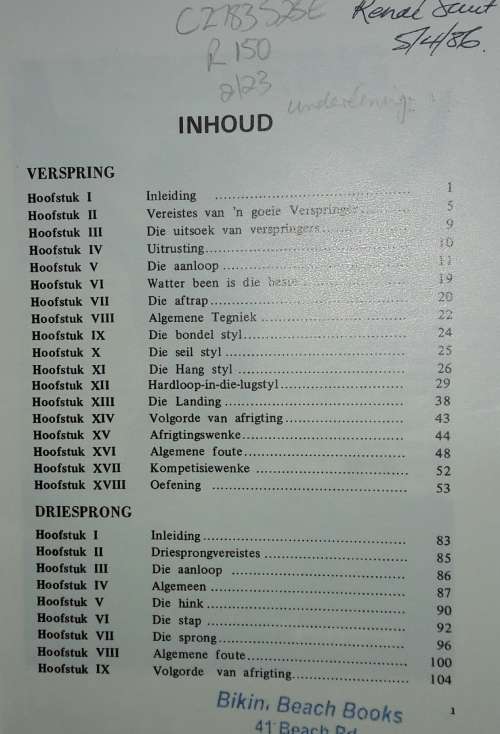 Renaé Saut
5/4/86.
R 150
2/23
INHOUD
VERSPRING
Hoofstuk I Inleiding 1
Hoofstuk II Vereistes van 'n goeie Verspringer 5
Hoofstuk III Die uitsoek van verspringers 9
Hoofstuk IV Uitrusting 10
Hoofstuk V Die aanloop 11
Hoofstuk VI Watter been is die beste 19
Hoofstuk VII Die aftrap 20
Hoofstuk VIII Algemene Tegniek 22
Hoofstuk IX Die bondel styl 24
Hoofstuk X Die seil styl 25
Hoofstuk XI Die Hang styl 26
Hoofstuk XII Hardloop-in-die-lugstyl 29
Hoofstuk XIII Die Landing 38
Hoofstuk XIV Volgorde van afrigting 43
Hoofstuk XV Afrigtingswenke 44
Hoofstuk XVI Algemene foute 48
Hoofstuk XVII Kompetisiewenke 52
Hoofstuk XVIII Oefening 53
DRIESPRONG
Hoofstuk I Inleiding 83
Hoofstuk II Driesprongvereistes 85
Hoofstuk III Die aanloop 86
Hoofstuk IV Algemeen 87
Hoofstuk V Die hink 90
Hoofstuk VI Die stap 92
Hoofstuk VII Die sprong 96
Hoofstuk VIII Algemene foute 100
Hoofstuk IX Volgorde van afrigting 104
1
Bikin, Beach Books
41 Beach Rd